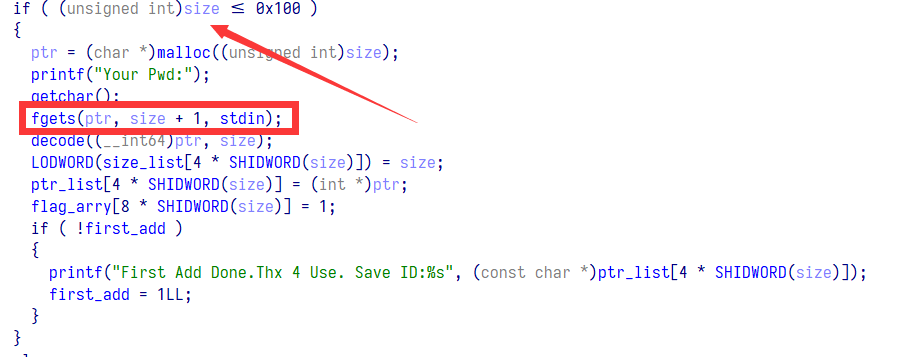 if ( (unsigned int)size ≤ 0x100 )
{
ptr = (char *)malloc((unsigned int)size);
printf("Your Pwd:");
getchar();
fgets(ptr, size + 1, stdin);
decode((__int64)ptr, size);
LODWORD(size_list[4 * SHIDWORD(size)]) = size;
ptr_list[4 * SHIDWORD(size)] = (int *)ptr;
flag_arry[8 * SHIDWORD(size)] = 1;
if ( !first_add )
{
printf("First Add Done.Thx 4 Use. Save ID:%s", (const char *)ptr_list[4 * SHIDWORD(size)]);
first_add = 1LL;
}
}